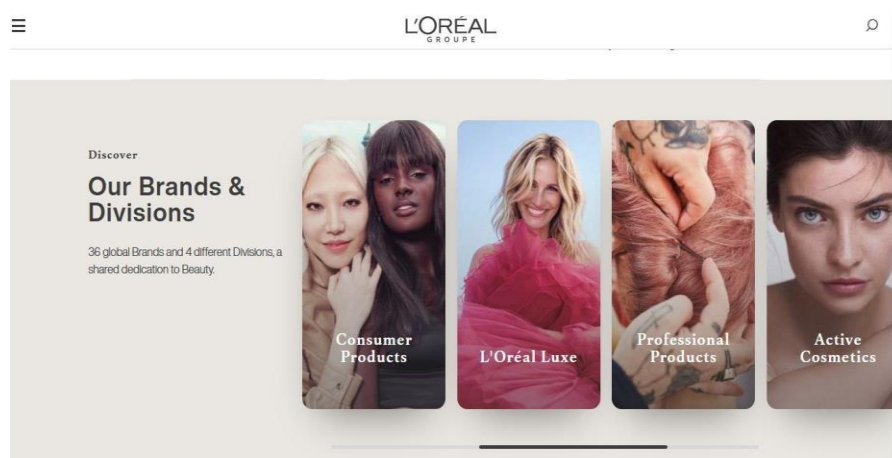 L'ORÉAL
GROUPE
Discover
Our Brands &
Divisions
36 global Brands and 4 different Divisions, a
shared dedication to Beauty.
Consumer
Products
L'Oréal Luxe
Professional
Products
Active
Cosmetics